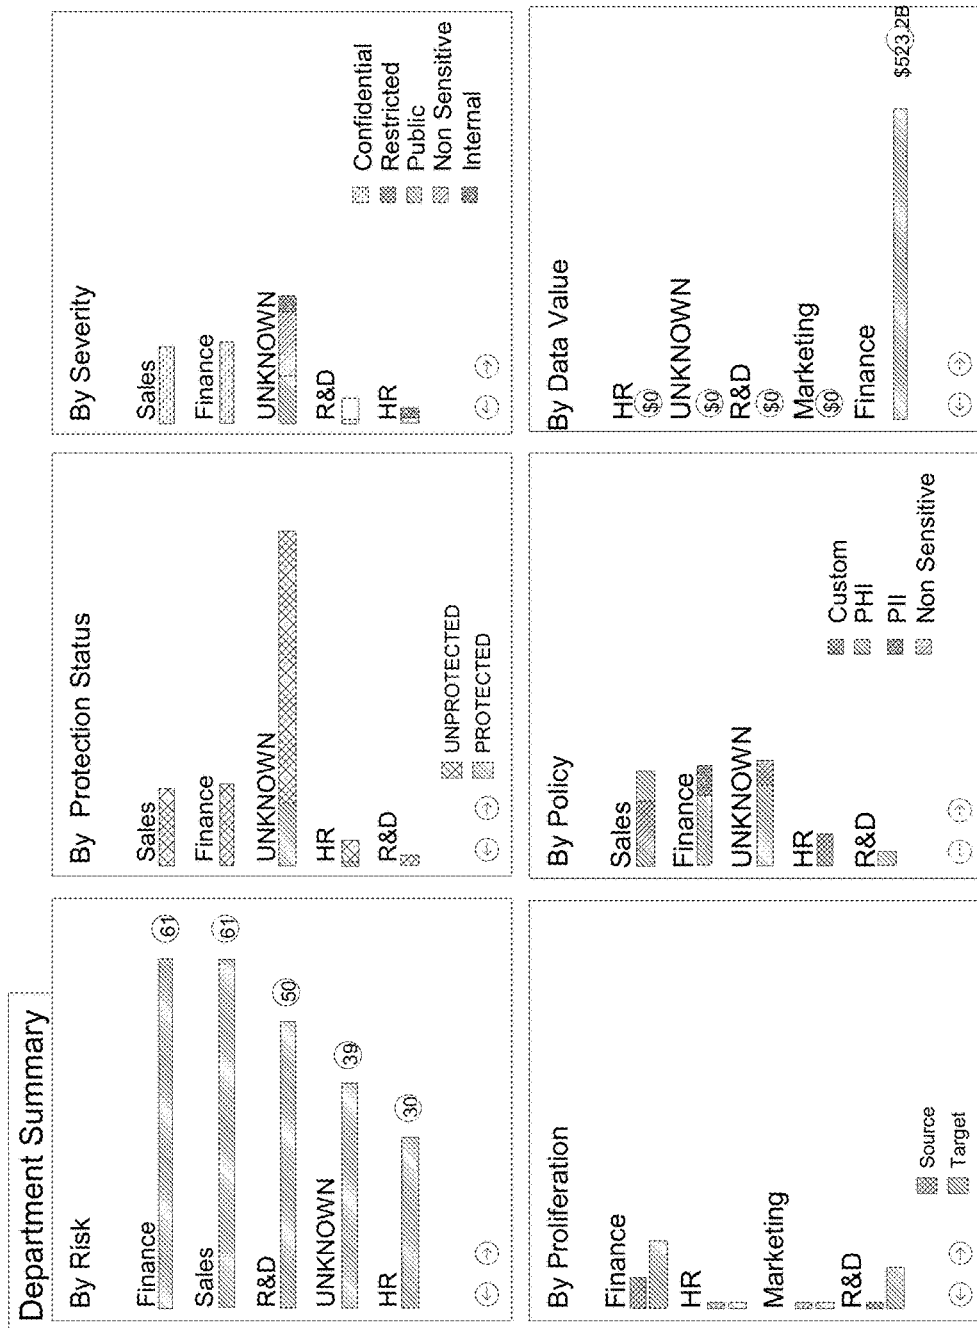 Department Summary
By Risk
Finance
61
Sales
61
R&D
50
UNKNOWN
39
HR
30
By Protection Status
Sales
Finance
UNKNOWN
HR
R&D
UNPROTECTED
PROTECTED
By Severity
Sales
Finance
UNKNOWN
R&D
HR
Confidential
Restricted
Public
Non Sensitive
Internal
By Proliferation
Finance
HR
Marketing
R&D
Source
Target
By Policy
Sales
Finance
UNKNOWN
HR
R&D
Custom
PHI
PII
Non Sensitive
By Data Value
HR
$0
UNKNOWN
$0
R&D
$0
Marketing
$0
Finance
$523.2B